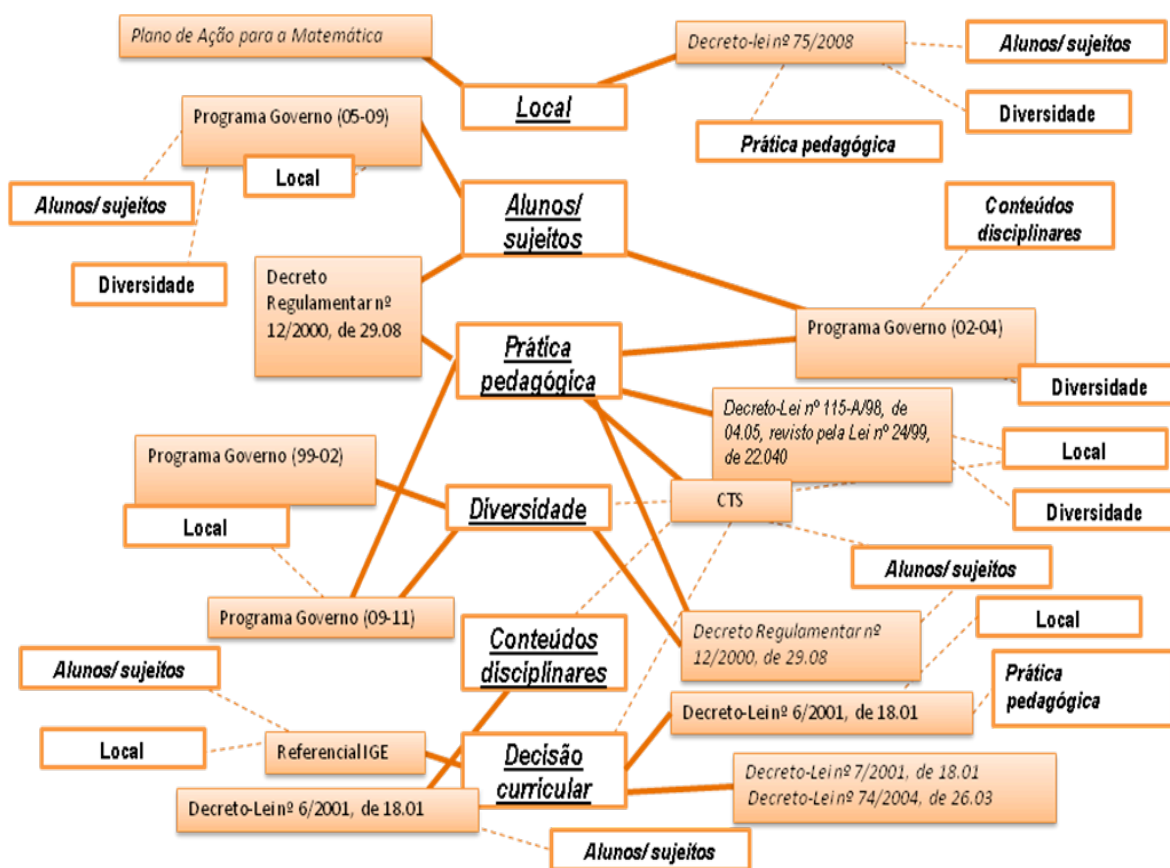 Plano de Ação para a Matemática
Decreto-lei nº 75/2008
Alunos/ sujeitos
Local
Programa Governo (05-09)
Diversidade
Prática pedagógica
Local
Alunos/ sujeitos
Alunos/
sujeitos
Conteúdos
disciplinares
Diversidade
Decreto
Regulamentar nº
12/2000, de 29.08
Programa Governo (02-04)
Prática
pedagógica
Diversidade
Decreto-Lei nº 115-A/98, de
04.05, revisto pela Lei nº 24/99,
de 22.040
Local
Programa Governo (99-02)
CTS
Diversidade
Diversidade
Local
Alunos/ sujeitos
Programa Governo (09-11)
Local
Conteúdos
disciplinares
Decreto Regulamentar nº
12/2000, de 29.08
Alunos/ sujeitos
Prática
pedagógica
Decreto-Lei nº 6/2001, de 18.01
Local
Referencial IGE
Decisão
curricular
Decreto-Lei nº 7/2001, de 18.01
Decreto-Lei nº 74/2004, de 26.03
Decreto-Lei nº 6/2001, de 18.01
Alunos/ sujeitos